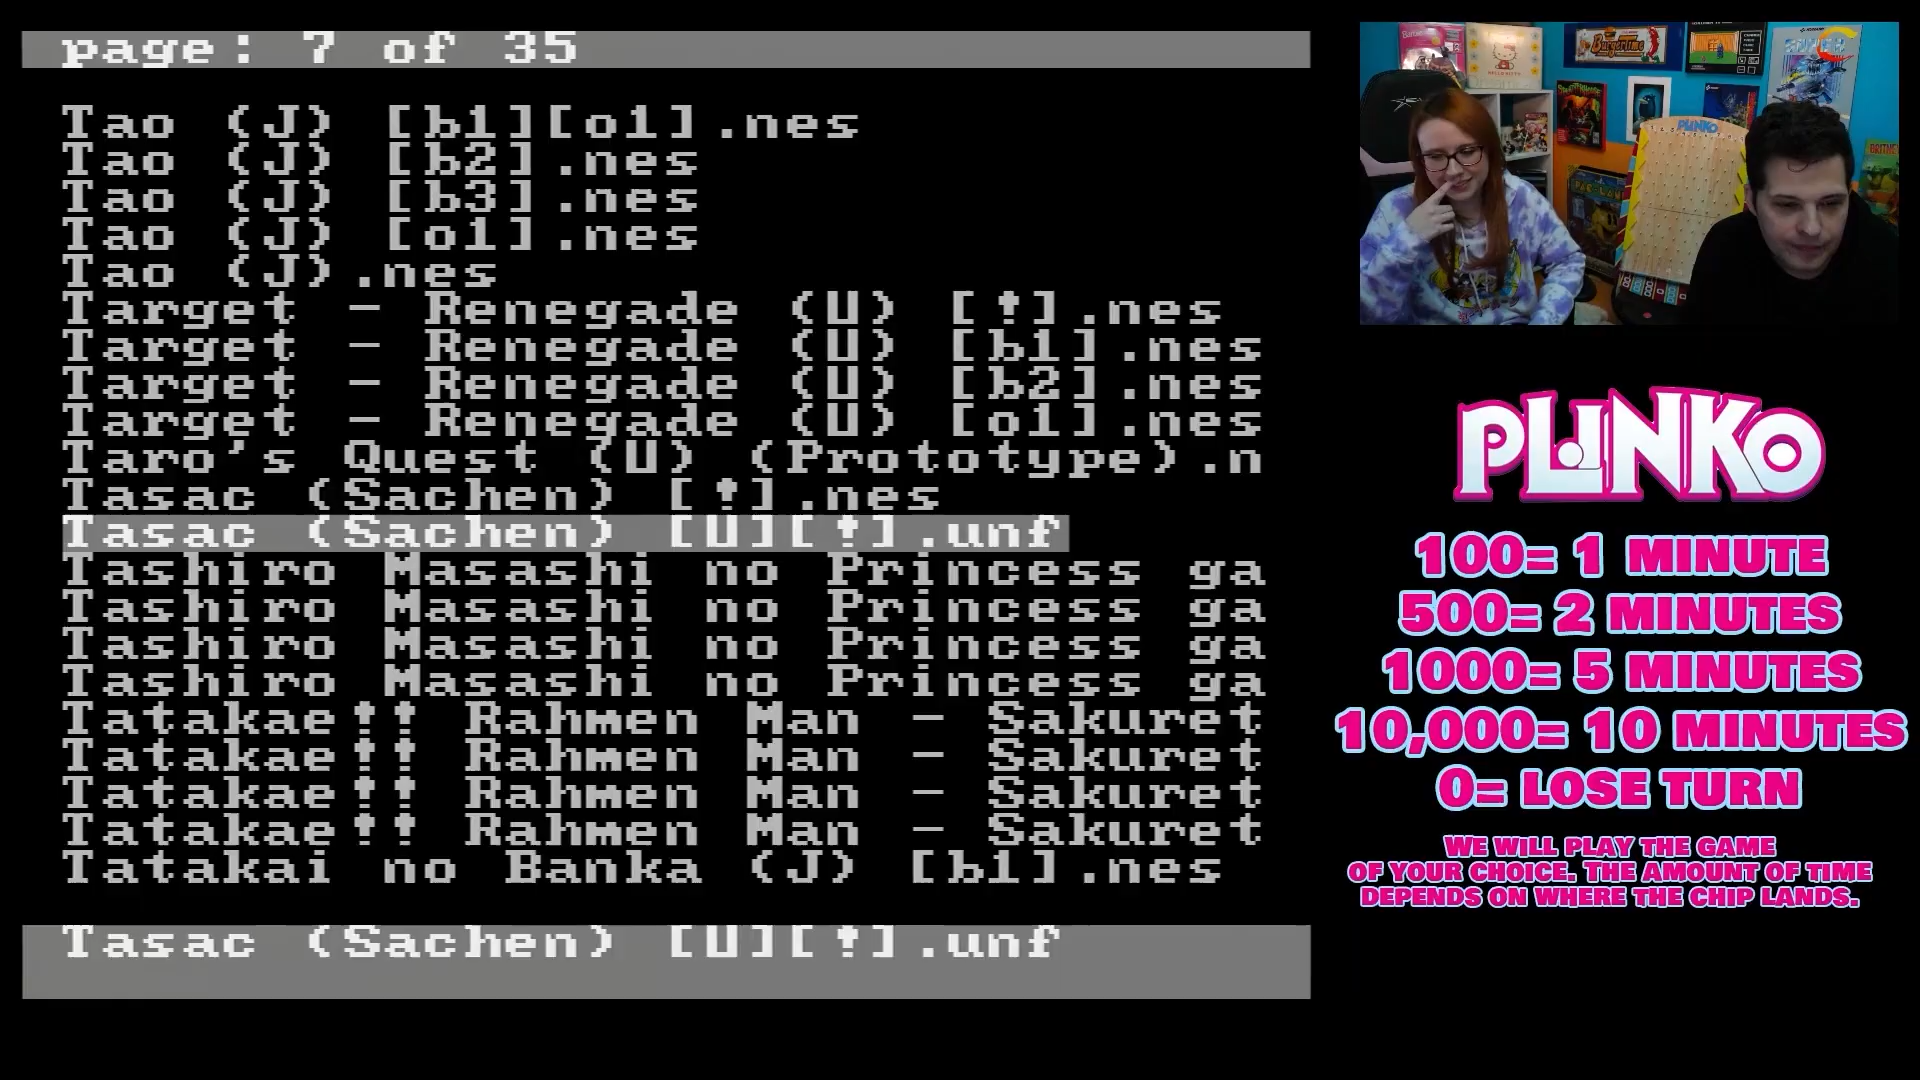 page: 7 of 35
Tao (J) [b1][o1].nes
Tao (J) [b2].nes
Tao (J) [b3].nes
Tao (J) [o1].nes
Tao (J).nes
Target - Renegade (U) [!].nes
Target - Renegade (U) [b1].nes
Target - Renegade (U) [b2].nes
Target - Renegade (U) [o1].nes
Taro's Quest (U) (Prototype).n
Tasac (Sachen) [!].nes
Tasac (Sachen) [U][!].unf
Tashiro Masashi no Princess ga
Tashiro Masashi no Princess ga
Tashiro Masashi no Princess ga
Tashiro Masashi no Princess ga
Tatakae!! Rahmen Man - Sakuret
Tatakae!! Rahmen Man - Sakuret
Tatakae!! Rahmen Man - Sakuret
Tatakae!! Rahmen Man - Sakuret
Tatakai no Banka (J) [b1].nes
Tasac (Sachen) [U][!].unf
BurgerTime
HELLO KITTY
PLINKO
PAC-MAN
PLINKO
100= 1 MINUTE
500= 2 MINUTES
1000= 5 MINUTES
10,000= 10 MINUTES
0= LOSE TURN
WE WILL PLAY THE GAME
OF YOUR CHOICE. THE AMOUNT OF TIME
DEPENDS ON WHERE THE CHIP LANDS.